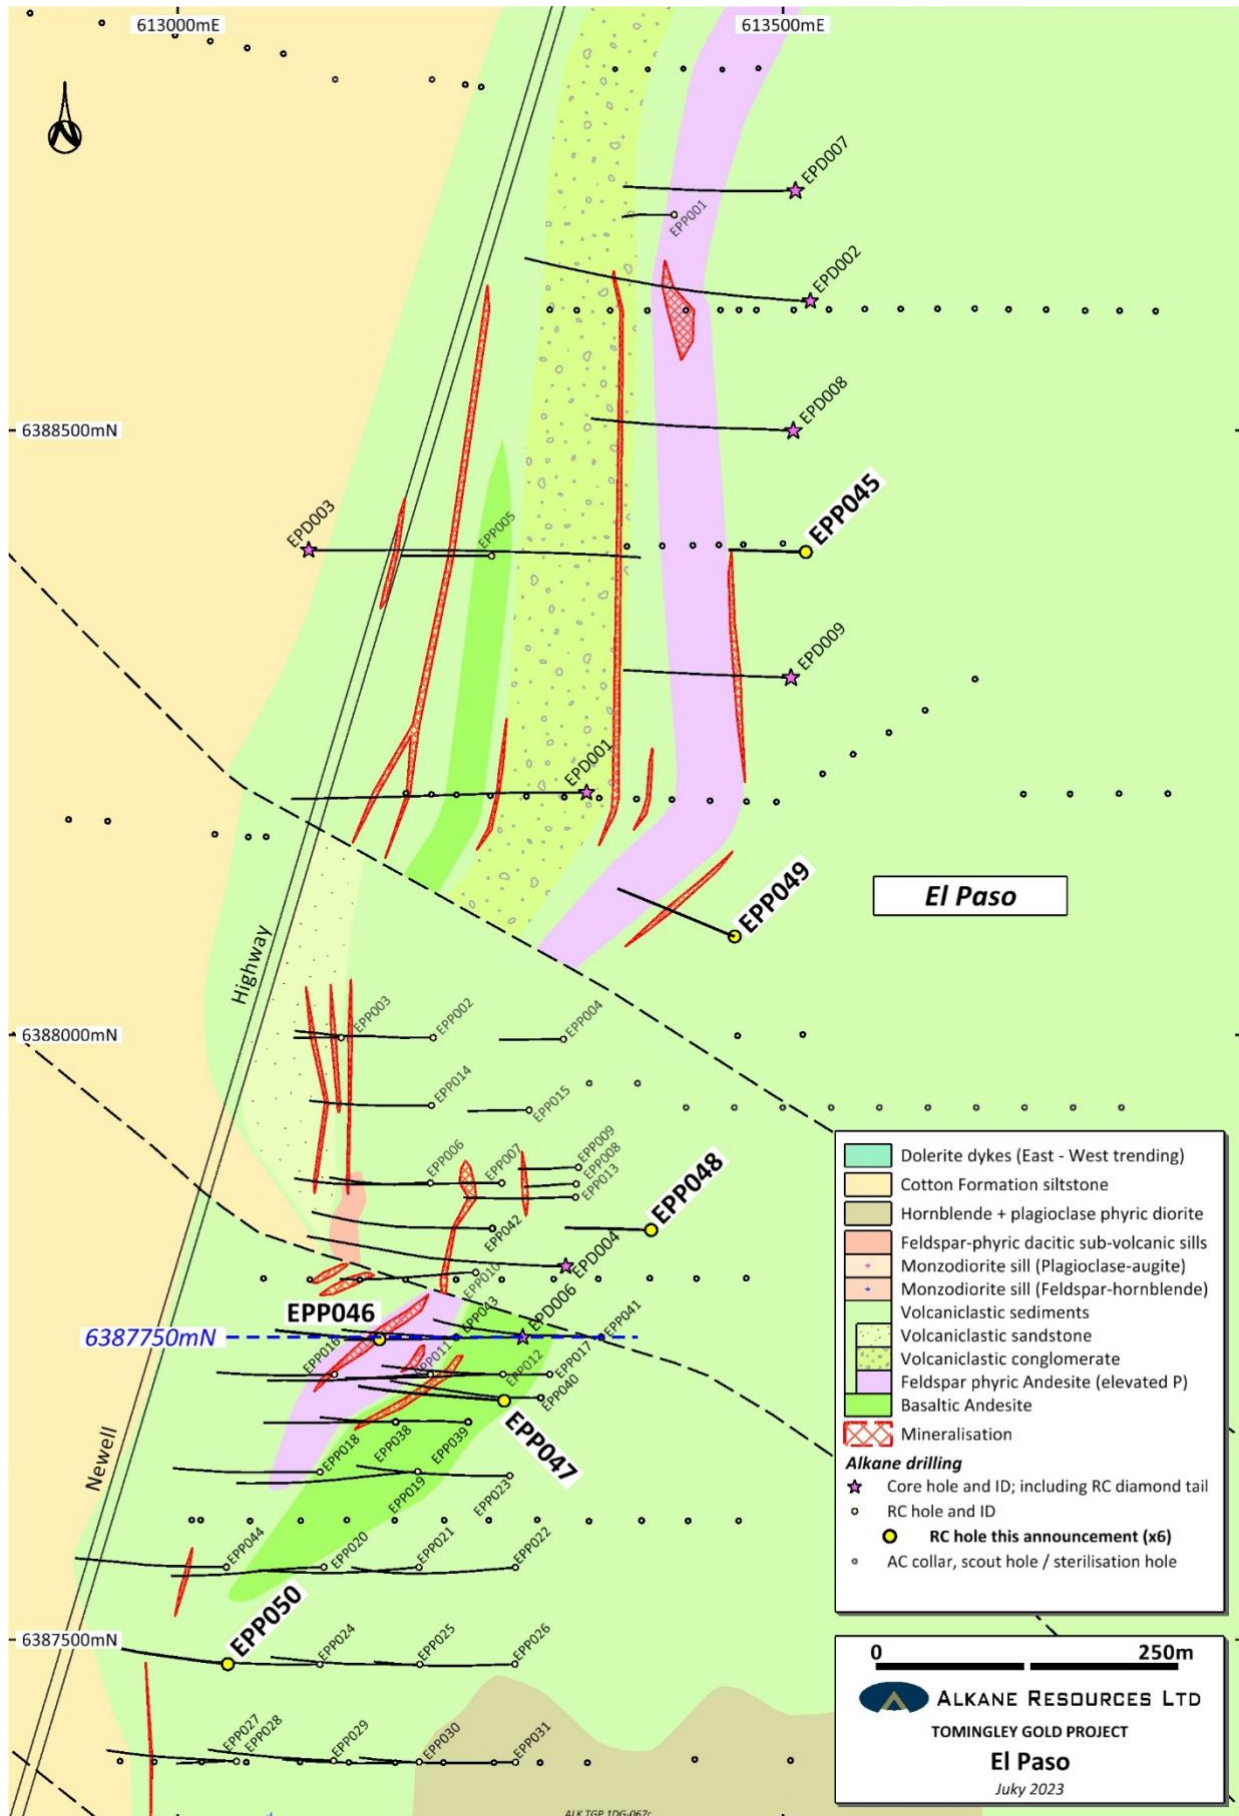 613000mE
613500mE
EPD007
EPP001
EPD002
EPD008
6388500mN
EPP045
EPD003
EPP005
EPD009
EPD001
EPP049
El Paso
Highway
6388000mN
EPP003
EPP002
EPP004
EPP014
EPP015
EPP006
EPP007
EPP009
EPP008
EPP013
EPP048
EPP042
EPD004
EPP010
EPP046
EPP043
EPD006
EPP041
6387750mN
EPP016
EPP011
EPP012
EPP017
EPP040
EPP047
EPP018
EPP038
EPP039
EPP019
EPP023
Newell
EPP044
EPP020
EPP021
EPP022
EPP050
6387500mN
EPP024
EPP025
EPP026
EPP027
EPP028
EPP029
EPP030
EPP031
Dolerite dykes (East - West trending)
Cotton Formation siltstone
Hornblende + plagioclase phyric diorite
Feldspar-phyric dacitic sub-volcanic sills
Monzodiorite sill (Plagioclase-augite)
Monzodiorite sill (Feldspar-hornblende)
Volcaniclastic sediments
Volcaniclastic sandstone
Volcaniclastic conglomerate
Feldspar phyric Andesite (elevated P)
Basaltic Andesite
Mineralisation
Alkane drilling
Core hole and ID; including RC diamond tail
RC hole and ID
RC hole this announcement (x6)
AC collar, scout hole / sterilisation hole
0 250m
ALKANE RESOURCES LTD
TOMINGLEY GOLD PROJECT
El Paso
Juky 2023